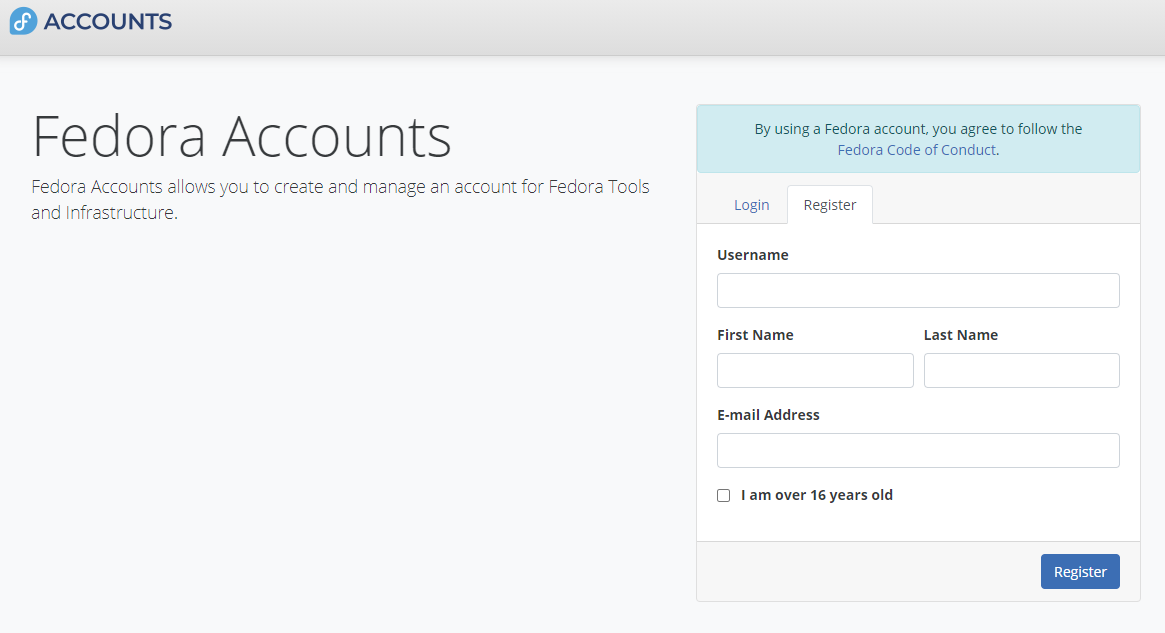 ACCOUNTS
Fedora Accounts
Fedora Accounts allows you to create and manage an account for Fedora Tools
and Infrastructure.
By using a Fedora account, you agree to follow the
Fedora Code of Conduct.
Login Register
Username
First Name Last Name
E-mail Address
I am over 16 years old
Register